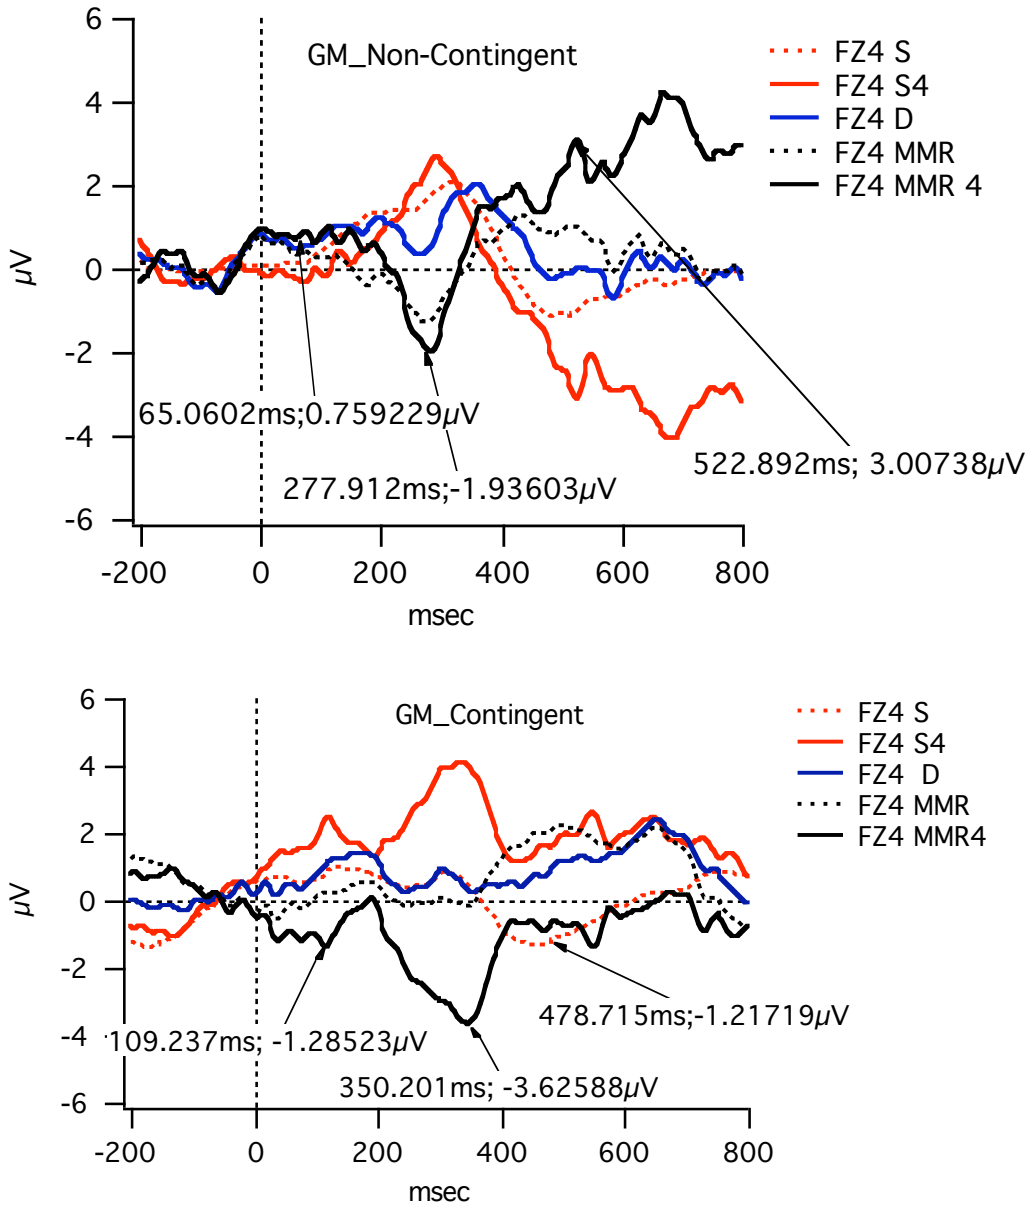 GM_Non-Contingent
FZ4 S
FZ4 S4
FZ4 D
FZ4 MMR
FZ4 MMR 4
6
4
2
0
-2
-4
-6
µV
65.0602ms;0.759229µV
277.912ms;-1.93603µV
522.892ms; 3.00738µV
-200 0 200 400 600 800
msec
GM_Contingent
FZ4 S
FZ4 S4
FZ4 D
FZ4 MMR
FZ4 MMR4
6
4
2
0
-2
-4
-6
µV
109.237ms; -1.28523µV
350.201ms; -3.62588µV
478.715ms;-1.21719µV
-200 0 200 400 600 800
msec